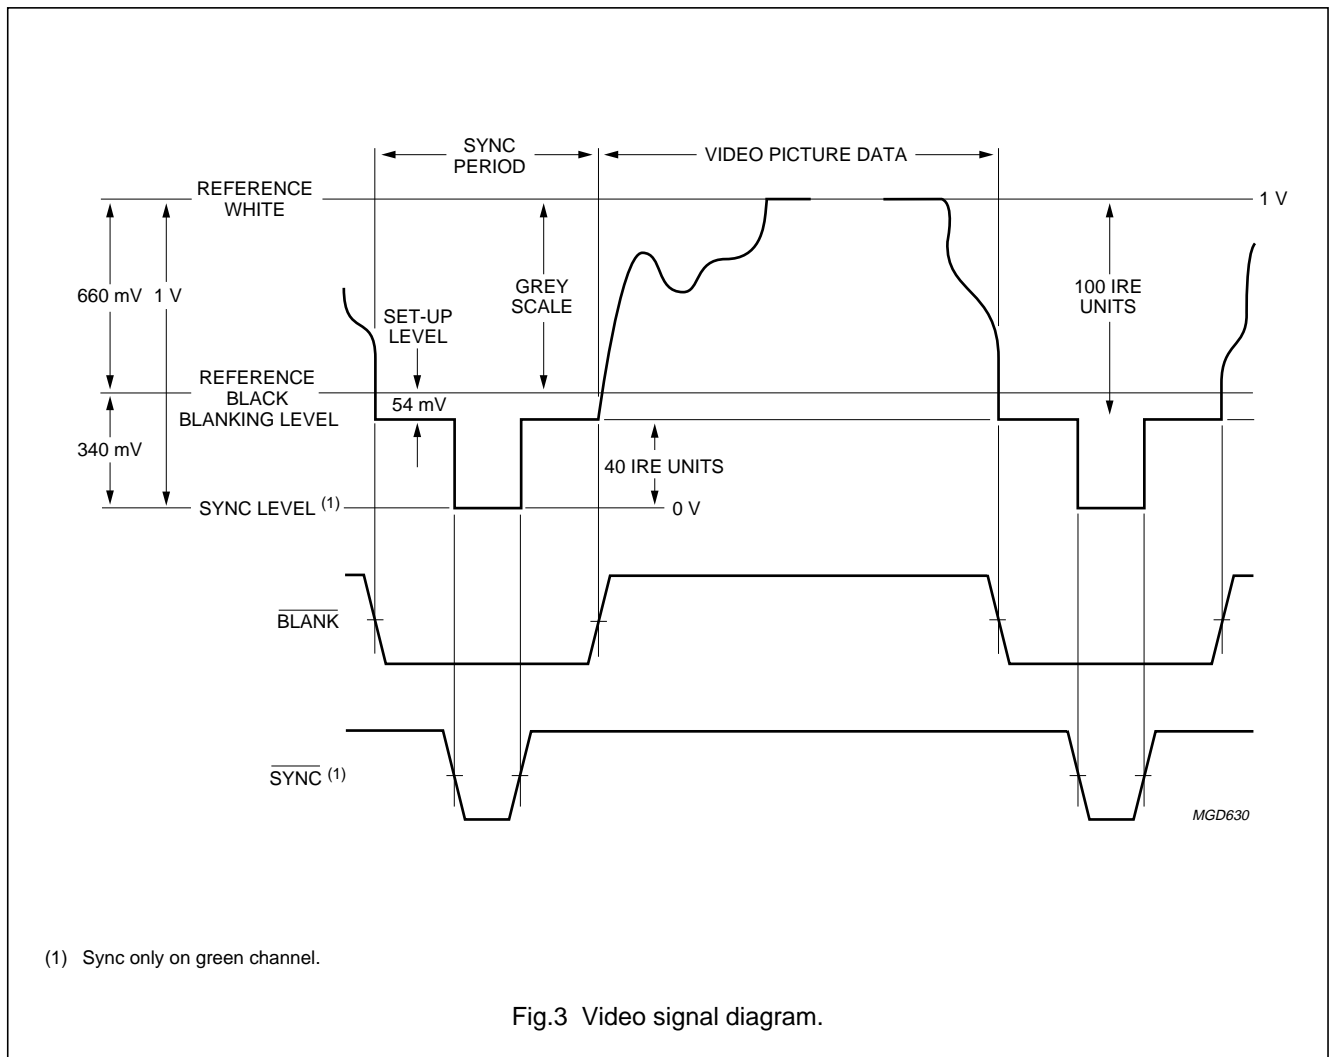 SYNC
PERIOD
VIDEO PICTURE DATA
REFERENCE
WHITE
1 V
660 mV
1 V
GREY
SCALE
100 IRE
UNITS
SET-UP
LEVEL
REFERENCE
BLACK
BLANKING LEVEL
54 mV
340 mV
40 IRE UNITS
SYNC LEVEL (1)
0 V
BLANK
SYNC (1)
MGD630
(1) Sync only on green channel.
Fig.3 Video signal diagram.